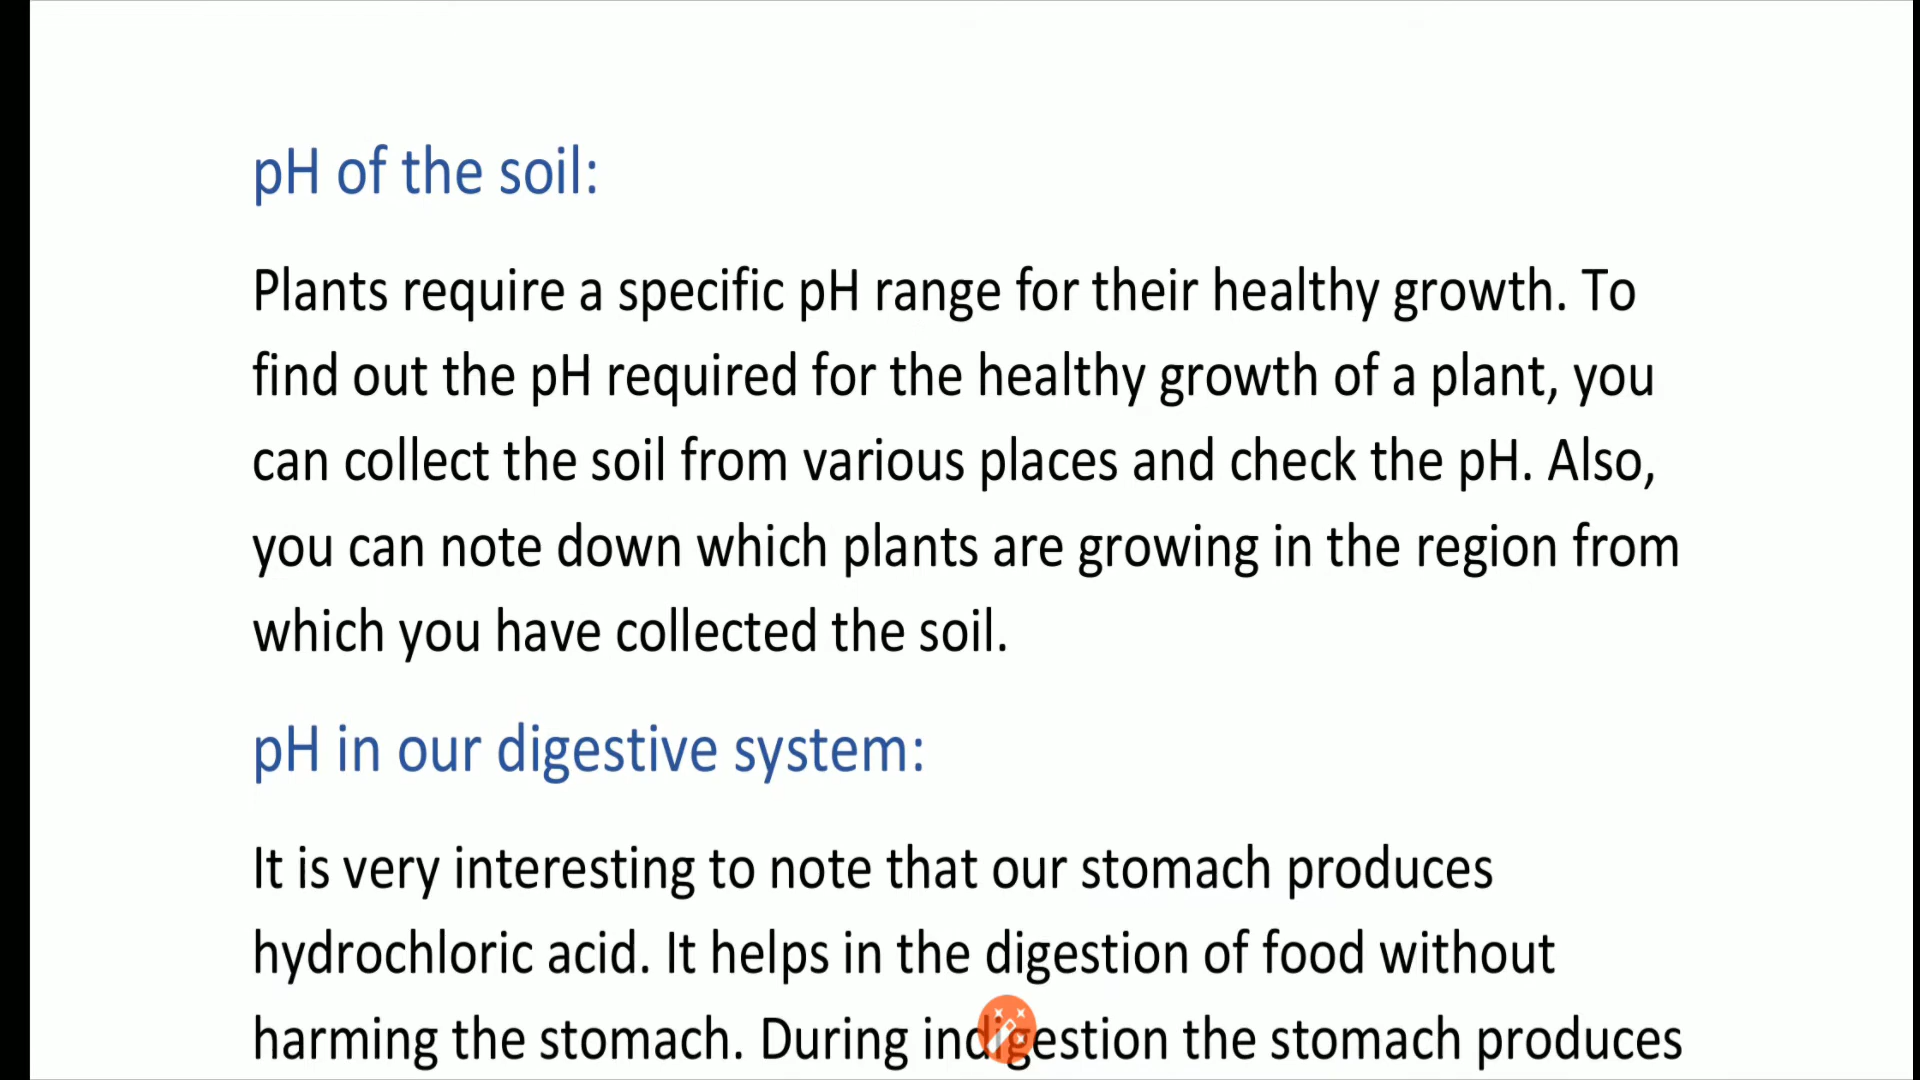 pH of the soil:
Plants require a specific pH range for their healthy growth. To
find out the pH required for the healthy growth of a plant, you
can collect the soil from various places and check the pH. Also,
you can note down which plants are growing in the region from
which you have collected the soil.
pH in our digestive system:
It is very interesting to note that our stomach produces
hydrochloric acid. It helps in the digestion of food without
harming the stomach. During indigestion the stomach produces